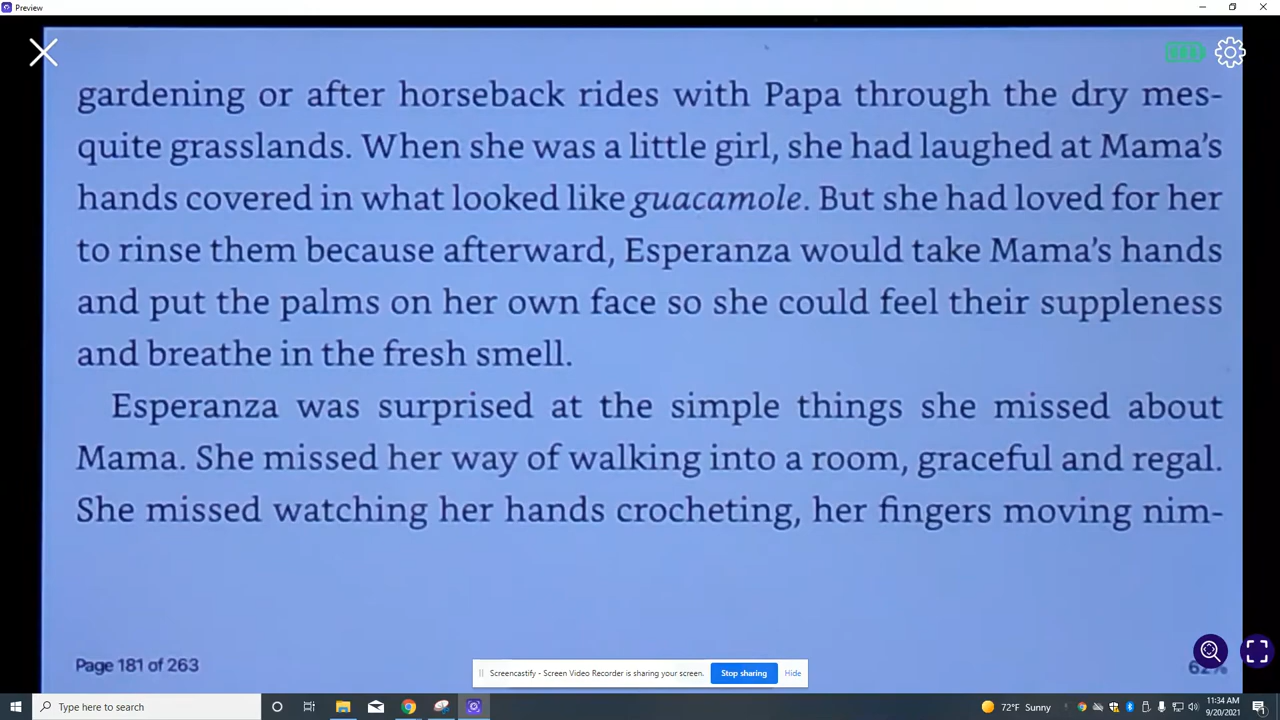 Preview
gardening or after horseback rides with Papa through the dry mes-
quite grasslands. When she was a little girl, she had laughed at Mama's
hands covered in what looked like guacamole. But she had loved for her
to rinse them because afterward, Esperanza would take Mama's hands
and put the palms on her own face so she could feel their suppleness
and breathe in the fresh smell.
Esperanza was surprised at the simple things she missed about
Mama. She missed her way of walking into a room, graceful and regal.
She missed watching her hands crocheting, her fingers moving nim-
Page 181 of 263
62%
Screencastify - Screen Video Recorder is sharing your screen.
Stop sharing
Hide
Type here to search
72°F Sunny
11:34 AM
9/20/2021
1